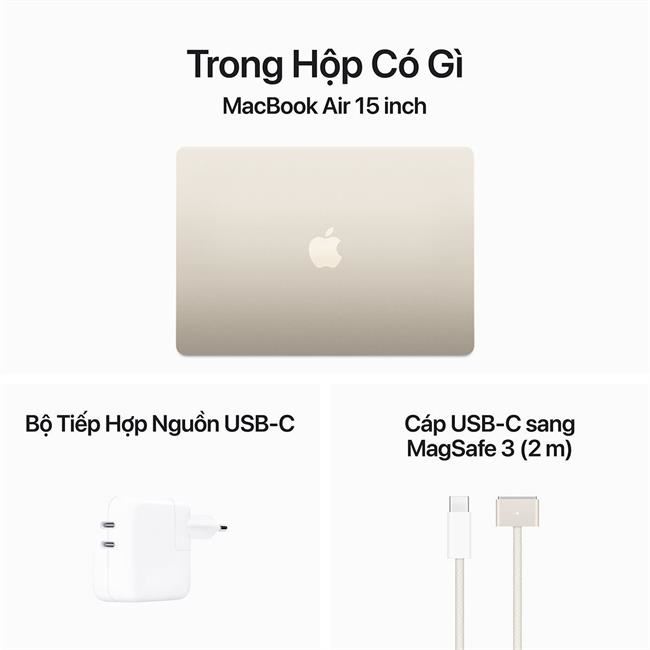 Trong Hộp Có Gì
MacBook Air 15 inch
Bộ Tiếp Hợp Nguồn USB-C
Cáp USB-C sang
MagSafe 3 (2 m)